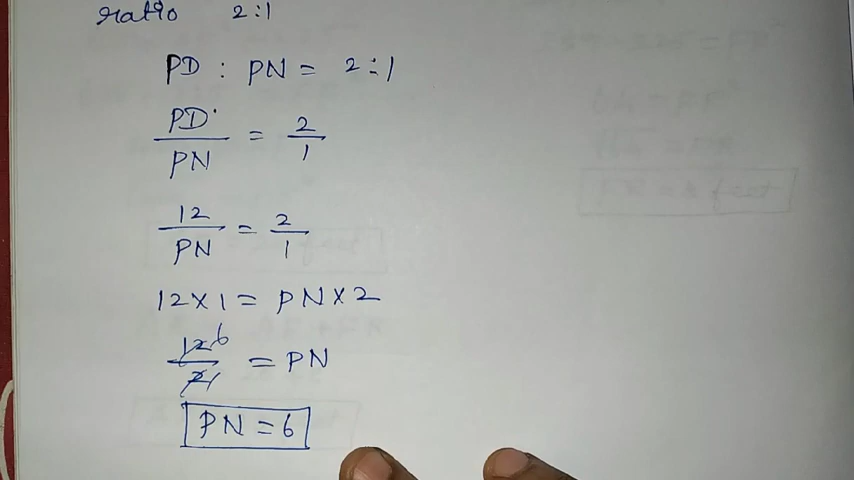 ratio 2:1
PD : PN = 2:1
PD/PN = 2/1
12/PN = 2/1
12 × 1 = PN × 2
12 6/2 1 = PN
PN = 6